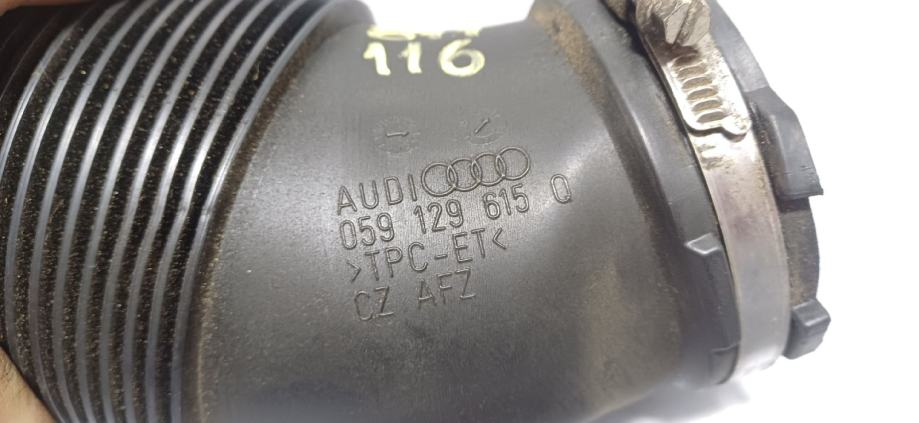 116
AUDI
059 129 615 Q
>TPC-ET<
CZ AFZ